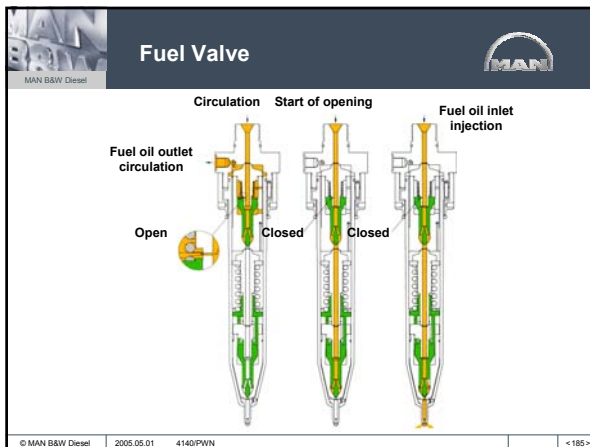 MAN
B&W
MAN B&W Diesel
Fuel Valve
MAN
Circulation
Start of opening
Fuel oil inlet
injection
Fuel oil outlet
circulation
Open
Closed
Closed
© MAN B&W Diesel 2005.05.01 4140/PWN <185>